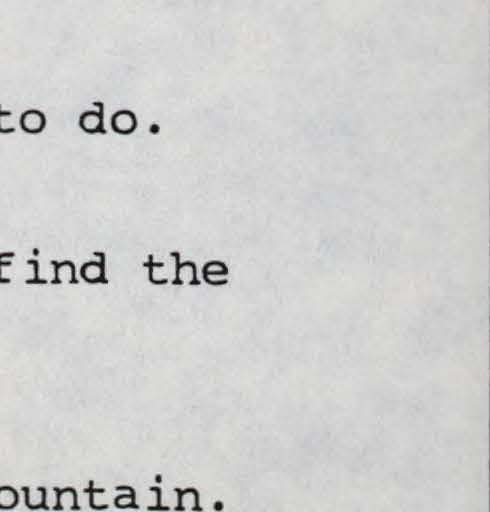 to do.
find the
ountain.